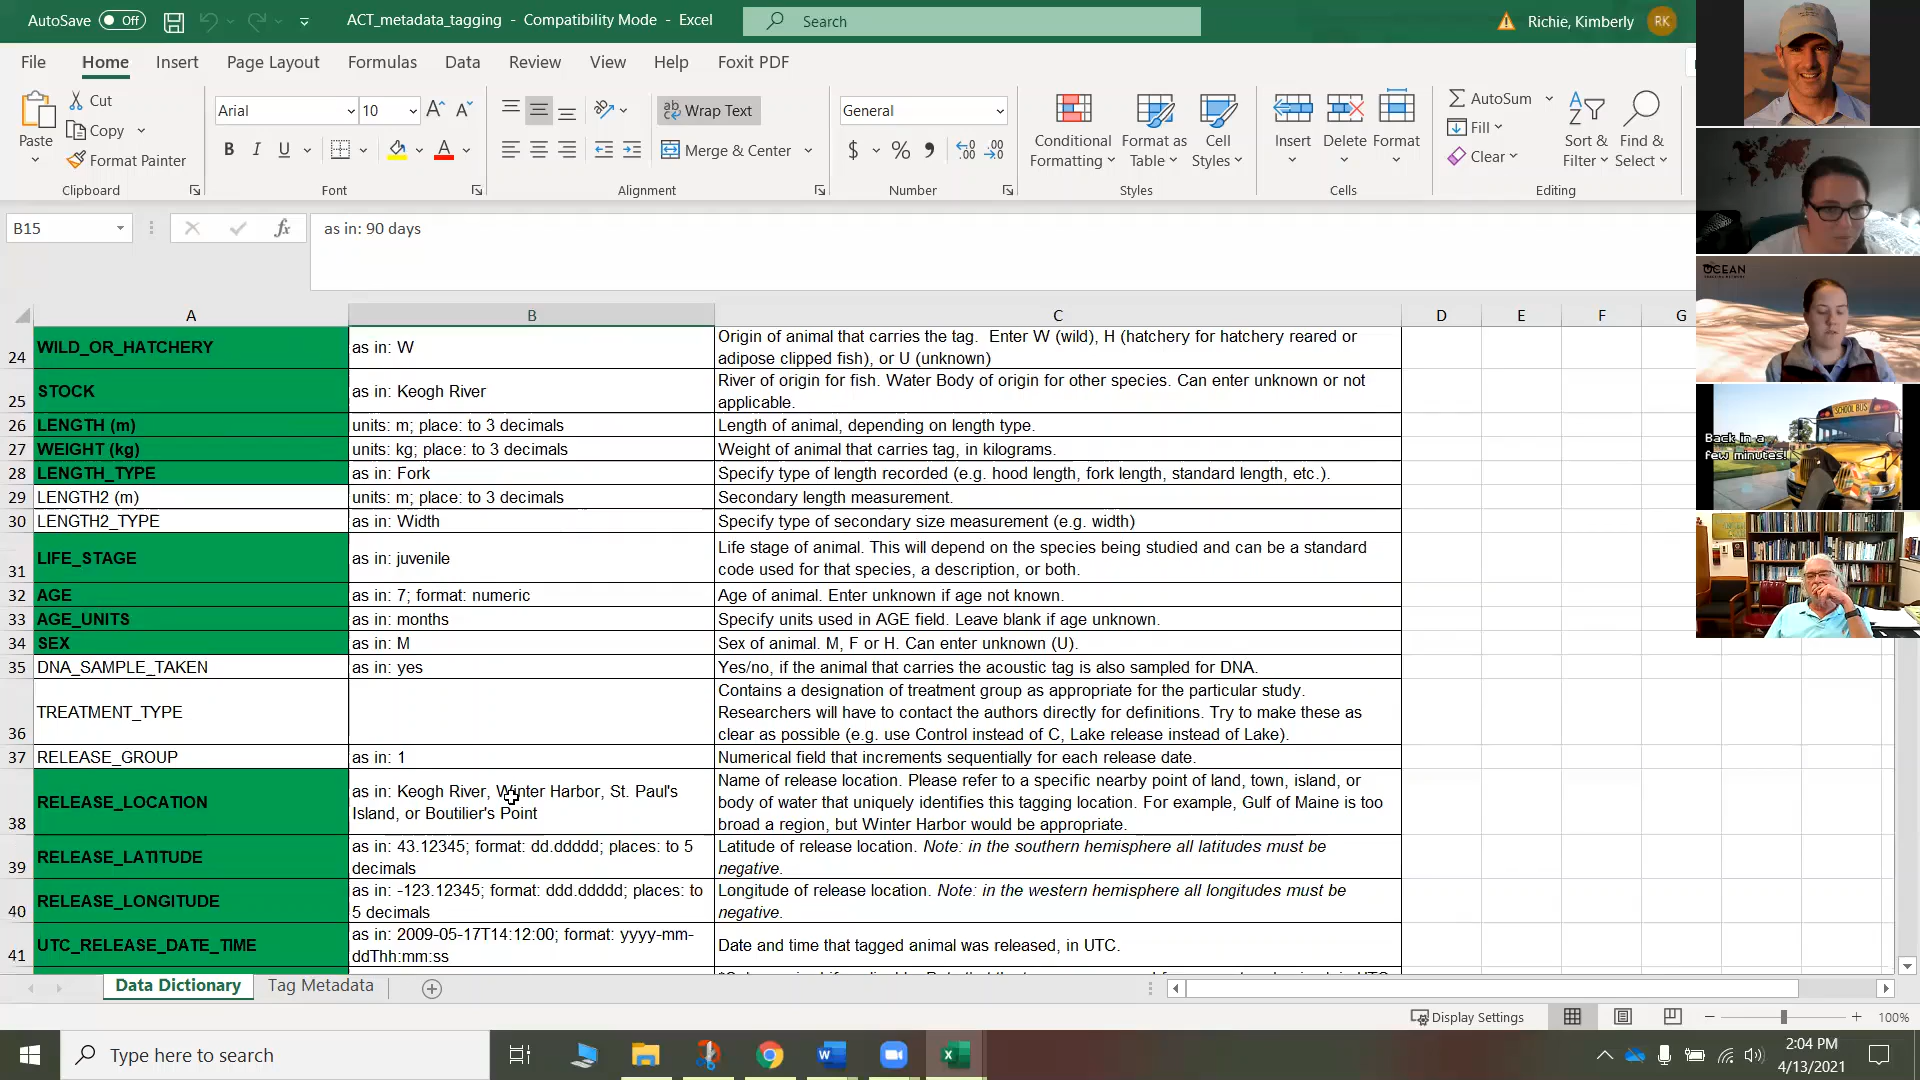 AutoSave Off ACT_metadata_tagging - Compatibility Mode - Excel Search Richie, Kimberly RK
File Home Insert Page Layout Formulas Data Review View Help Foxit PDF
Paste Cut Copy Format Painter
Arial 10
B I U
ab Wrap Text
Merge & Center
General
$ % 9
Conditional Formatting Format as Table Cell Styles
Insert Delete Format
AutoSum Fill Clear
Sort & Filter Find & Select
Clipboard Font Alignment Number Styles Cells Editing
B15 fx as in: 90 days
A B C D E F G
24 WILD_OR_HATCHERY as in: W Origin of animal that carries the tag. Enter W (wild), H (hatchery for hatchery reared or
adipose clipped fish), or U (unknown)
25 STOCK as in: Keogh River River of origin for fish. Water Body of origin for other species. Can enter unknown or not
applicable.
26 LENGTH (m) units: m; place: to 3 decimals Length of animal, depending on length type.
27 WEIGHT (kg) units: kg; place: to 3 decimals Weight of animal that carries tag, in kilograms.
28 LENGTH_TYPE as in: Fork Specify type of length recorded (e.g. hood length, fork length, standard length, etc.).
29 LENGTH2 (m) units: m; place: to 3 decimals Secondary length measurement.
30 LENGTH2_TYPE as in: Width Specify type of secondary size measurement (e.g. width)
31 LIFE_STAGE as in: juvenile Life stage of animal. This will depend on the species being studied and can be a standard
code used for that species, a description, or both.
32 AGE as in: 7; format: numeric Age of animal. Enter unknown if age not known.
33 AGE_UNITS as in: months Specify units used in AGE field. Leave blank if age unknown.
34 SEX as in: M Sex of animal. M, F or H. Can enter unknown (U).
35 DNA_SAMPLE_TAKEN as in: yes Yes/no, if the animal that carries the acoustic tag is also sampled for DNA.
36 TREATMENT_TYPE Contains a designation of treatment group as appropriate for the particular study.
Researchers will have to contact the authors directly for definitions. Try to make these as
clear as possible (e.g. use Control instead of C, Lake release instead of Lake).
37 RELEASE_GROUP as in: 1 Numerical field that increments sequentially for each release date.
38 RELEASE_LOCATION as in: Keogh River, Winter Harbor, St. Paul's
Island, or Boutilier's Point
Name of release location. Please refer to a specific nearby point of land, town, island, or
body of water that uniquely identifies this tagging location. For example, Gulf of Maine is too
broad a region, but Winter Harbor would be appropriate.
39 RELEASE_LATITUDE as in: 43.12345; format: dd.ddddd; places: to 5
decimals
Latitude of release location. Note: in the southern hemisphere all latitudes must be
negative.
40 RELEASE_LONGITUDE as in: -123.12345; format: ddd.ddddd; places: to
5 decimals
Longitude of release location. Note: in the western hemisphere all longitudes must be
negative.
41 UTC_RELEASE_DATE_TIME as in: 2009-05-17T14:12:00; format: yyyy-mm-
ddThh:mm:ss
Date and time that tagged animal was released, in UTC.
OCEAN
SCHOOL BUS
Back in a
few minutes!
Data Dictionary Tag Metadata
Display Settings 100%
Type here to search
2:04 PM
4/13/2021